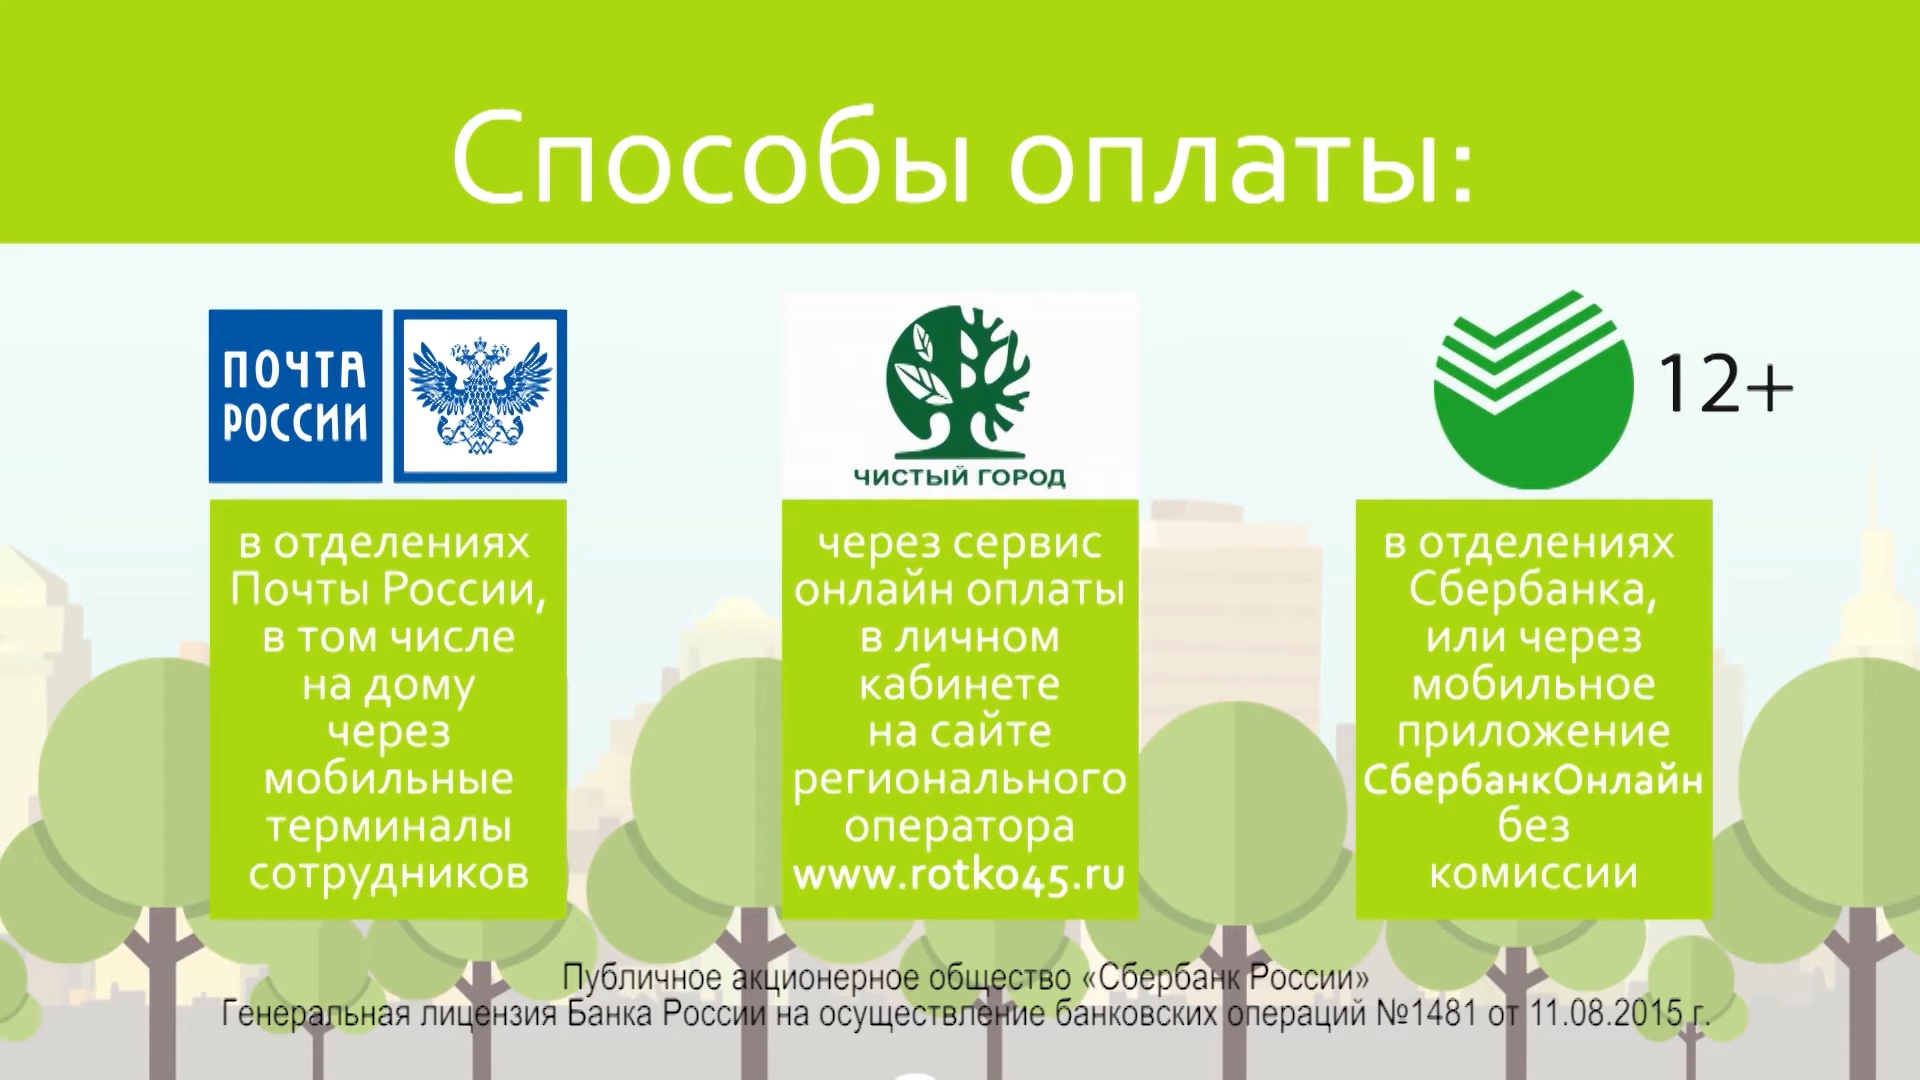 Способы оплаты:
ПОЧТА
РОССИИ
в отделениях
Почты России,
в том числе
на дому
через
мобильные
терминалы
сотрудников
ЧИСТЫЙ ГОРОД
через сервис
онлайн оплаты
в личном
кабинете
на сайте
регионального
оператора
www.rotko45.ru
12+
в отделениях
Сбербанка,
или через
мобильное
приложение
СбербанкОнлайн
без
комиссии
Публичное акционерное общество «Сбербанк России»
Генеральная лицензия Банка России на осуществление банковских операций №1481 от 11.08.2015 г.